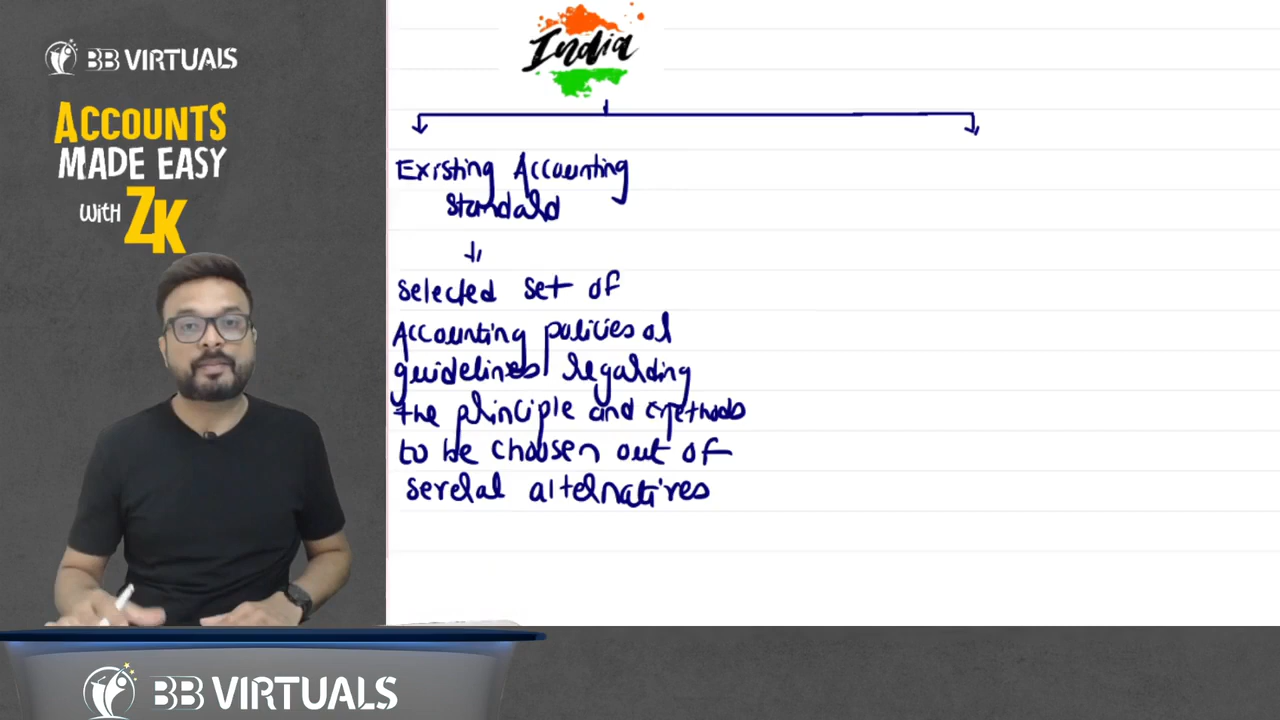 BB VIRTUALS
ACCOUNTS
MADE EASY
with ZK
India
Existing Accounting
Standard
Selected set of
Accounting policies or
guidelines regarding
the principle and methods
to be choosen out of
several alternatives
BB VIRTUALS